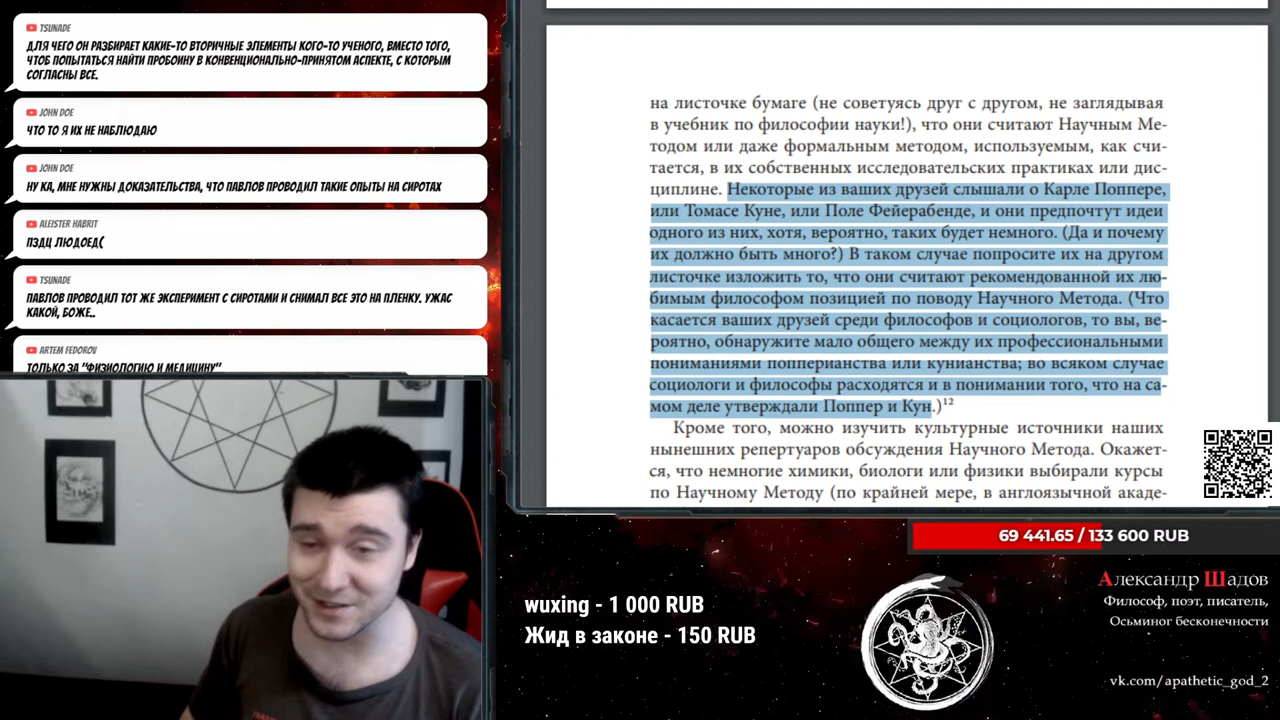 TSUNADE
ДЛЯ ЧЕГО ОН РАЗБИРАЕТ КАКИЕ-ТО ВТОРИЧНЫЕ ЭЛЕМЕНТЫ КОГО-ТО УЧЕНОГО, ВМЕСТО ТОГО,
ЧТОБ ПОПЫТАТЬСЯ НАЙТИ ПРОБОИНУ В КОНВЕНЦИОНАЛЬНО-ПРИНЯТОМ АСПЕКТЕ, С КОТОРЫМ
СОГЛАСНЫ ВСЕ.
JOHN DOE
ЧТО ТО Я ИХ НЕ НАБЛЮДАЮ
JOHN DOE
НУ КА, МНЕ НУЖНЫ ДОКАЗАТЕЛЬСТВА, ЧТО ПАВЛОВ ПРОВОДИЛ ТАКИЕ ОПЫТЫ НА СИРОТАХ
ALEISTER HABRIT
ПЗДЦ ЛЮДОЕД(
TSUNADE
ПАВЛОВ ПРОВОДИЛ ТОТ ЖЕ ЭКСПЕРИМЕНТ С СИРОТАМИ И СНИМАЛ ВСЕ ЭТО НА ПЛЕНКУ. УЖАС
КАКОЙ, БОЖЕ..
ARTEM FEDOROV
ТОЛЬКО ЗА "ФИЗИОЛОГИЮ И МЕДИЦИНУ"
на листочке бумаге (не советуясь друг с другом, не заглядывая
в учебник по философии науки!), что они считают Научным Ме-
тодом или даже формальным методом, используемым, как счи-
тается, в их собственных исследовательских практиках или дис-
циплине. Некоторые из ваших друзей слышали о Карле Поппере,
или Томасе Куне, или Поле Фейерабенде, и они предпочтут идеи
одного из них, хотя, вероятно, таких будет немного. (Да и почему
их должно быть много?) В таком случае попросите их на другом
листочке изложить то, что они считают рекомендованной их лю-
бимым философом позицией по поводу Научного Метода. (Что
касается ваших друзей среди философов и социологов, то вы, ве-
роятно, обнаружите мало общего между их профессиональными
пониманиями попперианства или кунианства; во всяком случае
социологи и философы расходятся и в понимании того, что на са-
мом деле утверждали Поппер и Кун.)12
Кроме того, можно изучить культурные источники наших
нынешних репертуаров обсуждения Научного Метода. Окажет-
ся, что немногие химики, биологи или физики выбирали курсы
по Научному Методу (по крайней мере, в англоязычной акаде-
69 441.65 / 133 600 RUB
wuxing - 1 000 RUB
Жид в законе - 150 RUB
Александр Шадов
Философ, поэт, писатель,
Осьминог бесконечности
vk.com/apathetic_god_2